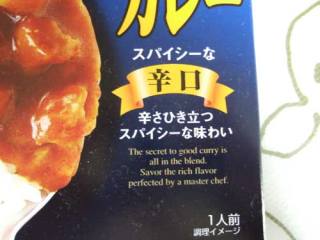 カレー
スパイシーな
辛口
辛さひき立つ
スパイシーな味わい
The secret to good curry is
all in the blend.
Savor the rich flavor
perfected by a master chef.
1人前
調理イメージ